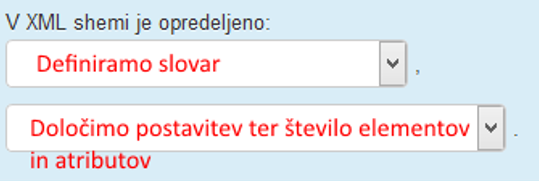 V XML shemi je opredeljeno:
Definiramo slovar ,
Določimo postavitev ter število elementov .
in atributov